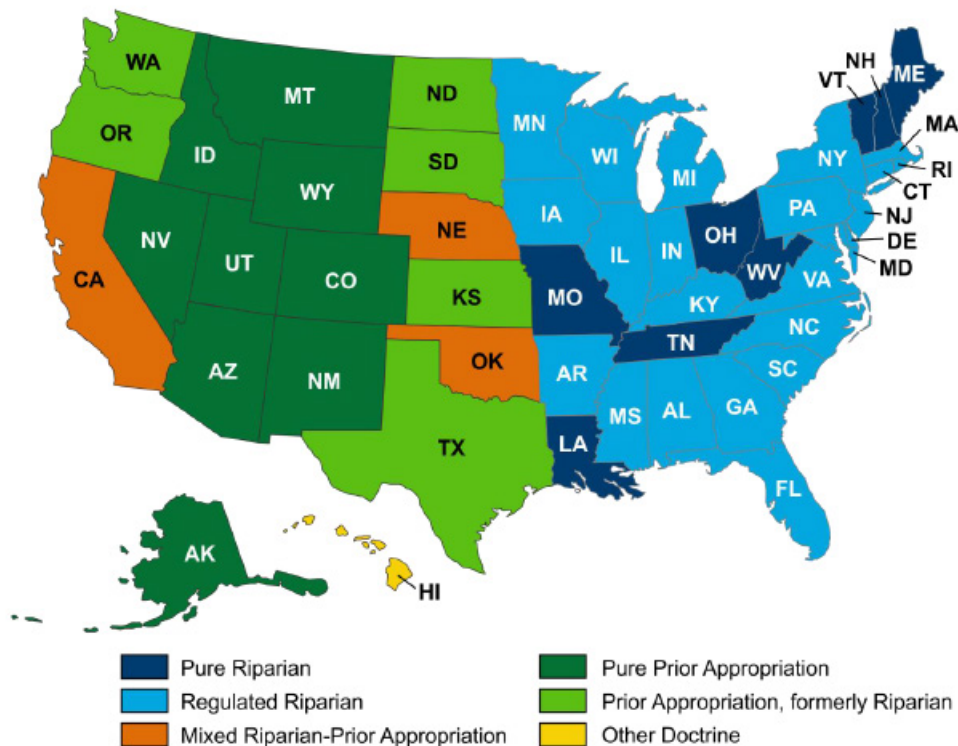 WA
MT
ND
MN
VT
NH
ME
OR
ID
SD
WI
MI
NY
MA
RI
CT
WY
IA
PA
NJ
NE
OH
DE
MD
NV
UT
CO
IL
IN
WV
VA
CA
KS
MO
KY
NC
AZ
NM
OK
AR
TN
SC
TX
LA
MS
AL
GA
FL
AK
HI
Pure Riparian
Regulated Riparian
Mixed Riparian-Prior Appropriation
Pure Prior Appropriation
Prior Appropriation, formerly Riparian
Other Doctrine